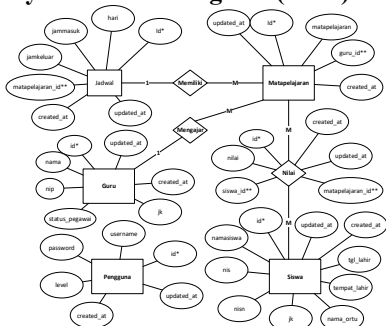 hari
jammasuk
Id*
jamkeluar
matapelajaran_id**
Jadwal
created_at
updated_at
1
Memiliki
M
updated_at
Id*
matapelajaran
guru_id**
Matapelajaran
created_at
M
Mengajar
1
id*
updated_at
nama
nip
Guru
created_at
status_pegawai
jk
M
id*
created_at
nilai
updated_at
Nilai
siswa_id**
matapelajaran_id**
M
username
password
id*
Pengguna
level
updated_at
created_at
id*
updated_at
created_at
namasiswa
tgl_lahir
nis
Siswa
tempat_lahir
nisn
jk
nama_ortu